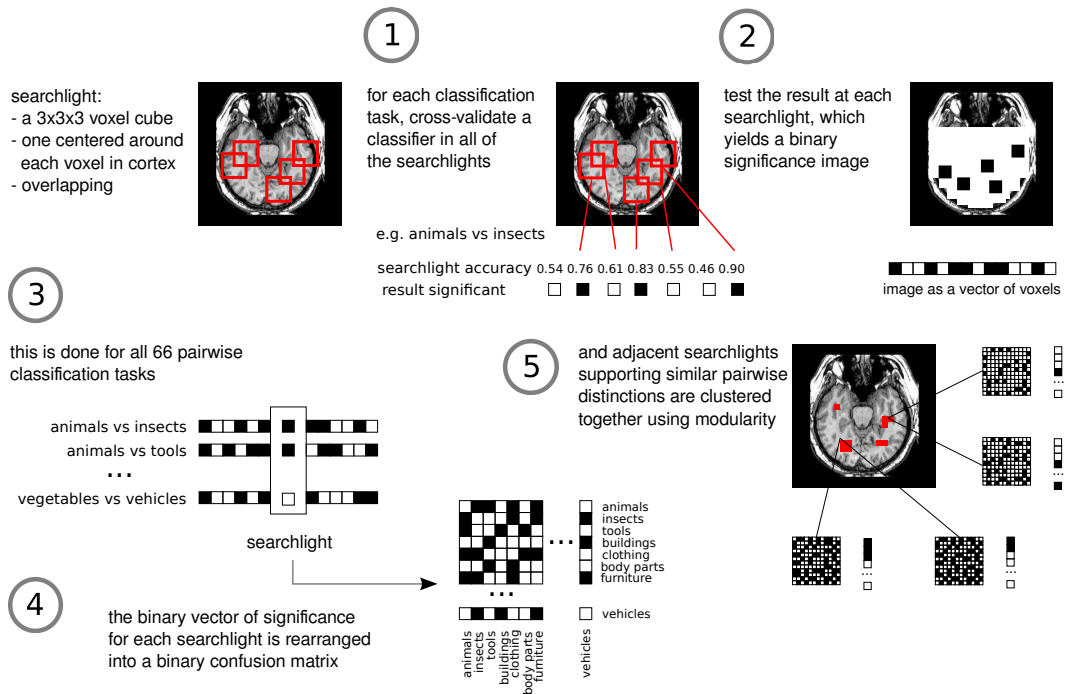 1
2
searchlight:
- a 3x3x3 voxel cube
- one centered around
each voxel in cortex
- overlapping
for each classification
task, cross-validate a
classifier in all of
the searchlights
test the result at each
searchlight, which
yields a binary
significance image
e.g. animals vs insects
searchlight accuracy 0.54 0.76 0.61 0.83 0.55 0.46 0.90
result significant
image as a vector of voxels
3
this is done for all 66 pairwise
classification tasks
animals vs insects
animals vs tools
...
vegetables vs vehicles
searchlight
4
the binary vector of significance
for each searchlight is rearranged
into a binary confusion matrix
...
animals
insects
tools
buildings
clothing
body parts
furniture
...
vehicles
animals
insects
tools
buildings
clothing
body parts
furniture
vehicles
5
and adjacent searchlights
supporting similar pairwise
distinctions are clustered
together using modularity
...
...
...
...